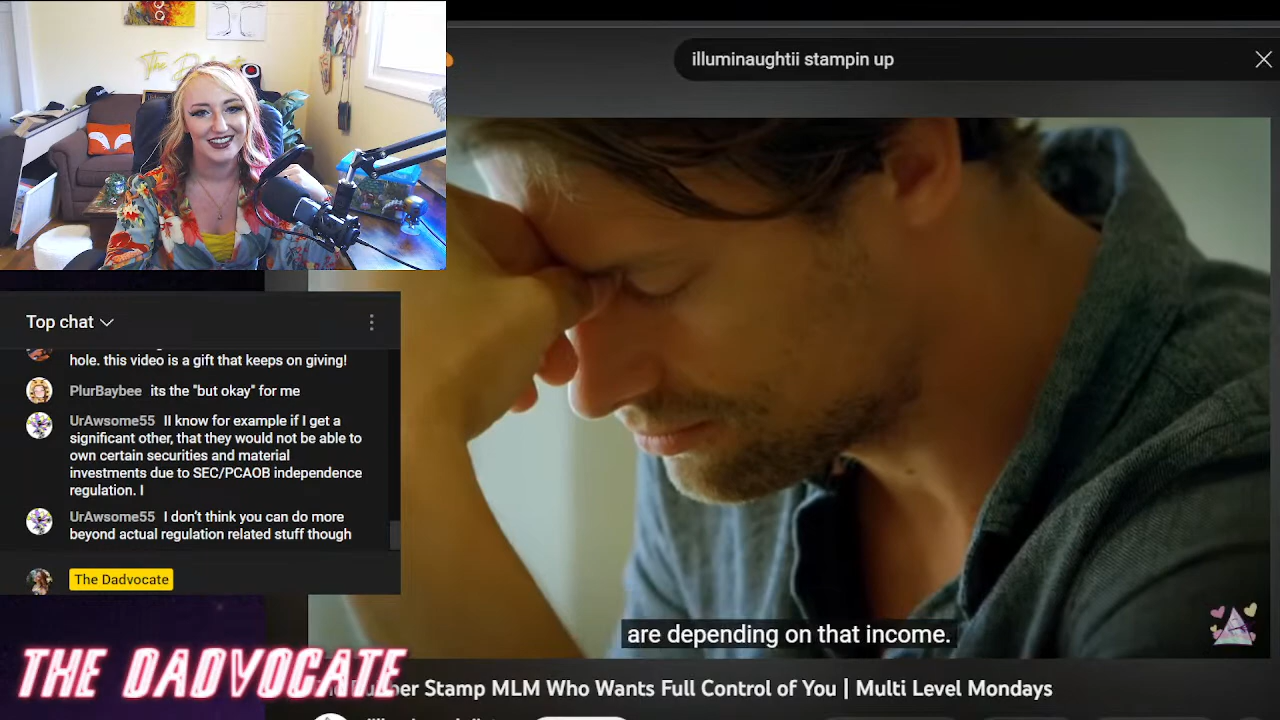 illuminaughtii stampin up
Top chat
hole. this video is a gift that keeps on giving!
PlurBaybee its the "but okay" for me
UrAwsome55 II know for example if I get a
significant other, that they would not be able to
own certain securities and material
investments due to SEC/PCAOB independence
regulation. I
UrAwsome55 I don't think you can do more
beyond actual regulation related stuff though
The Dadvocate
are depending on that income.
THE DADVOCATE
Stamp MLM Who Wants Full Control of You | Multi Level Mondays